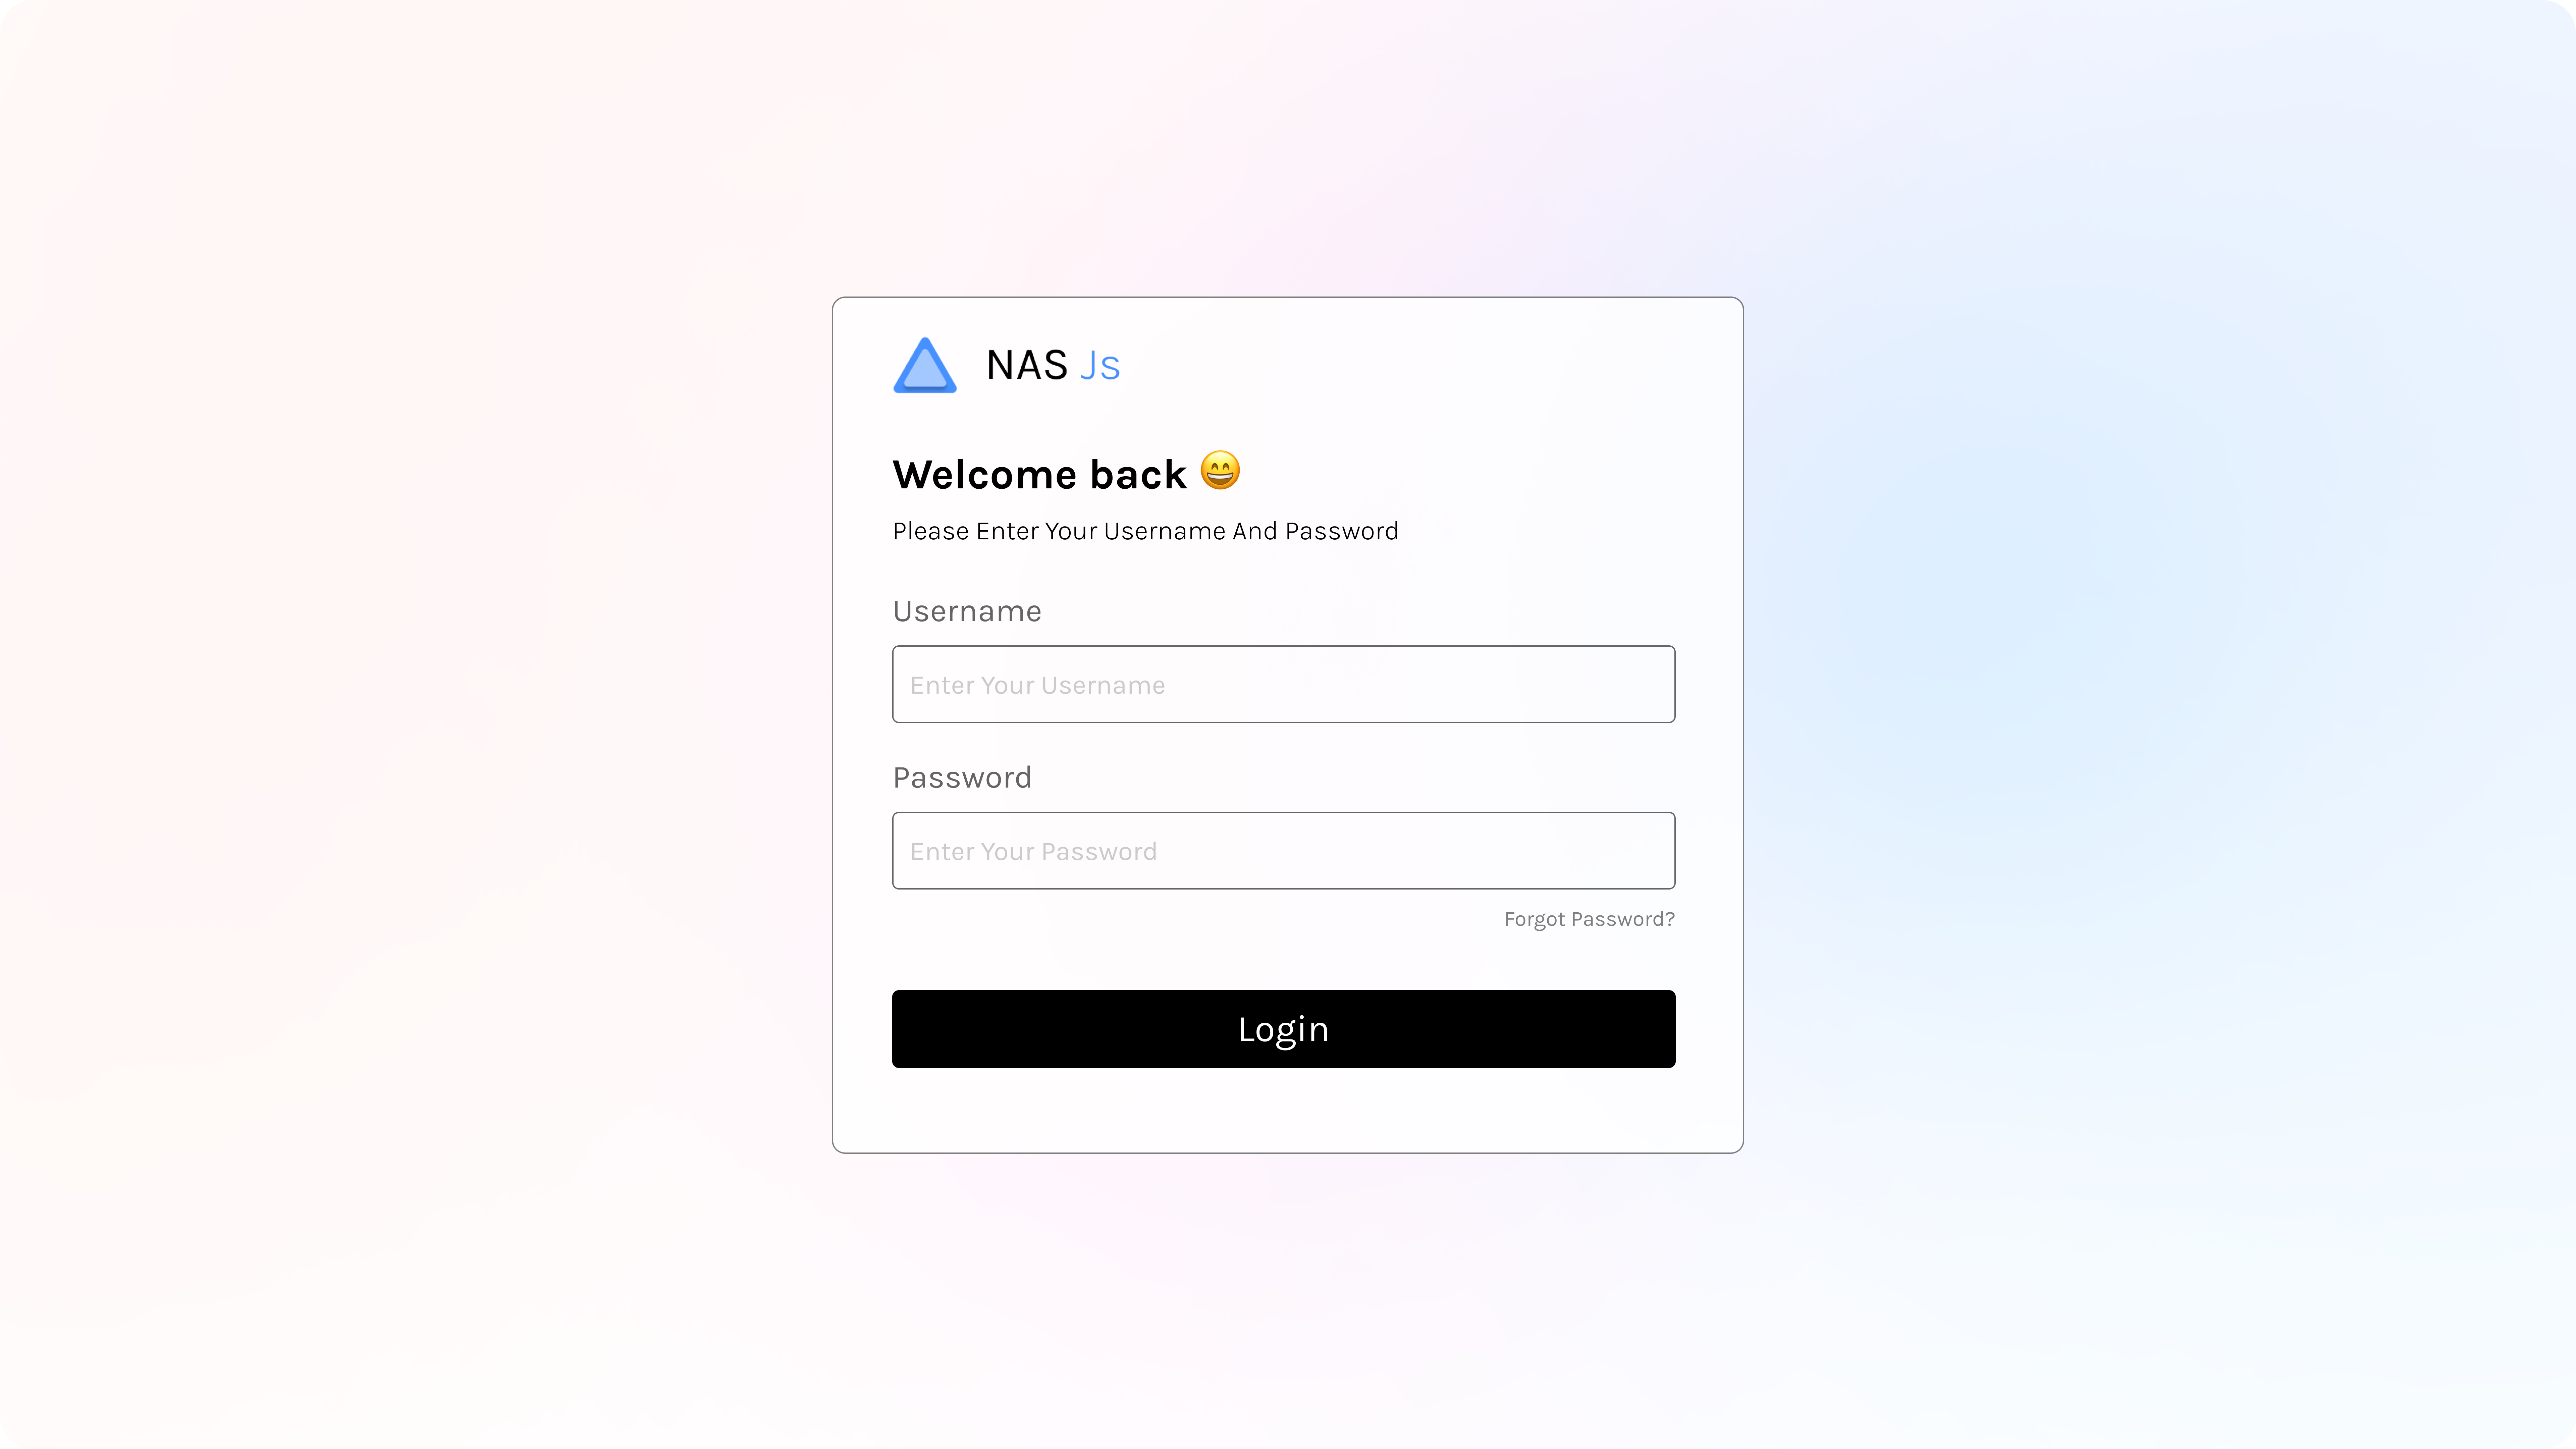 NAS Js
Welcome back 😄
Please Enter Your Username And Password
Username
Enter Your Username
Password
Enter Your Password
Forgot Password?
Login